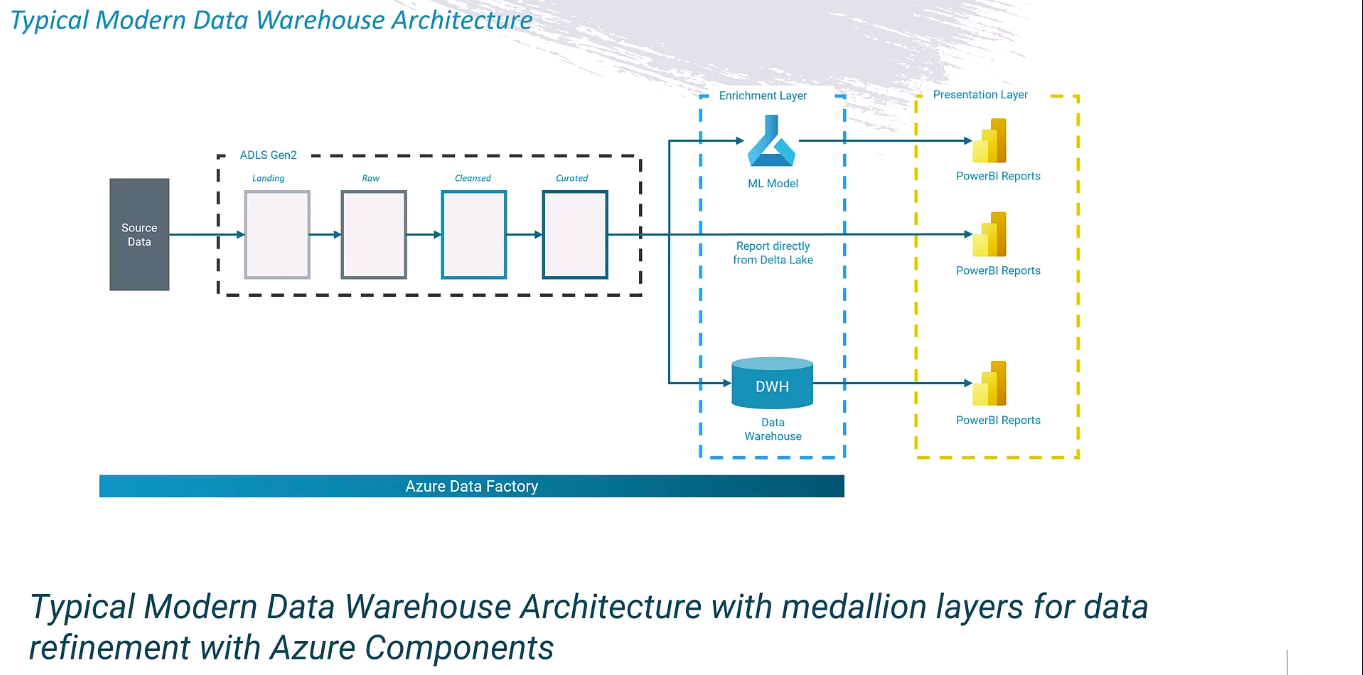 Typical Modern Data Warehouse Architecture
Enrichment Layer
Presentation Layer
ADLS Gen2
Landing
Raw
Cleansed
Curated
Source
Data
ML Model
PowerBI Reports
Report directly
from Delta Lake
PowerBI Reports
DWH
Data
Warehouse
PowerBI Reports
Azure Data Factory
Typical Modern Data Warehouse Architecture with medallion layers for data
refinement with Azure Components